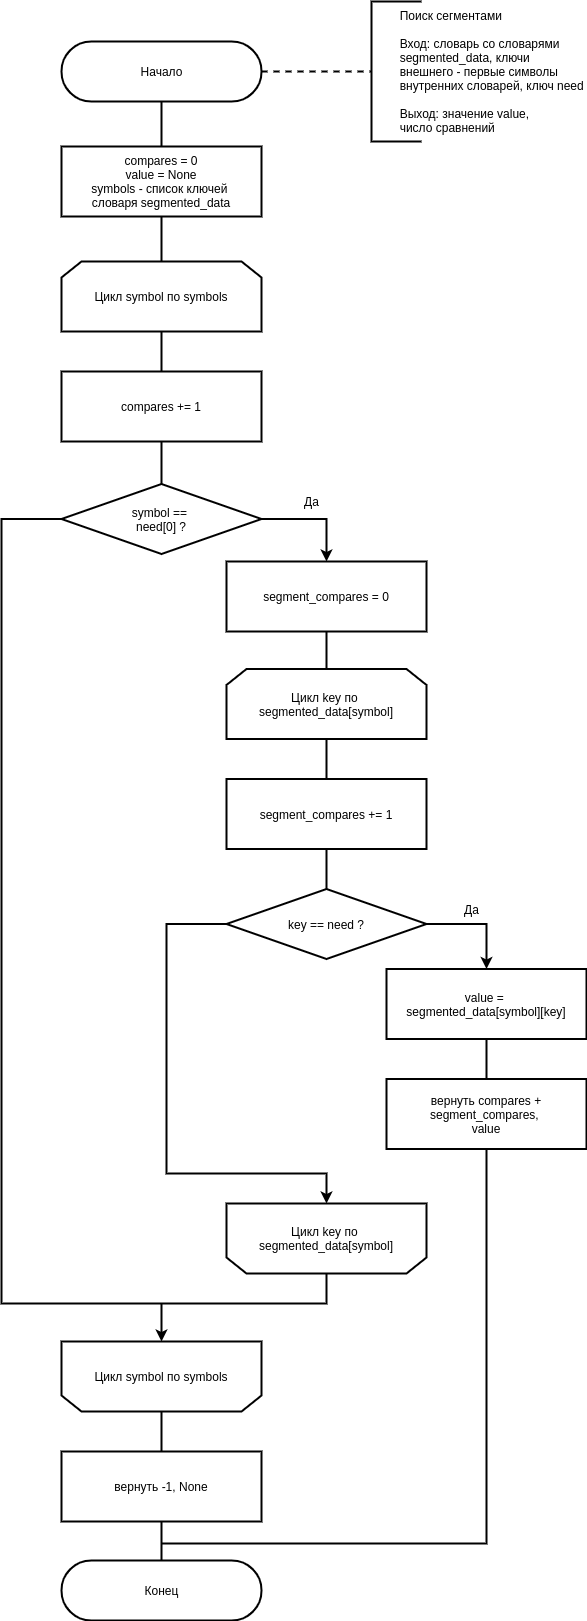 Поиск сегментами
Вход: словарь со словарями
segmented_data, ключи
внешнего - первые символы
внутренних словарей, ключ need
Выход: значение value,
число сравнений
Начало
compares = 0
value = None
symbols - список ключей
словаря segmented_data
Цикл symbol по symbols
compares += 1
symbol ==
need[0] ?
Да
segment_compares = 0
Цикл key по
segmented_data[symbol]
segment_compares += 1
key == need ?
Да
value =
segmented_data[symbol][key]
вернуть compares +
segment_compares,
value
Цикл key по
segmented_data[symbol]
Цикл symbol по symbols
вернуть -1, None
Конец